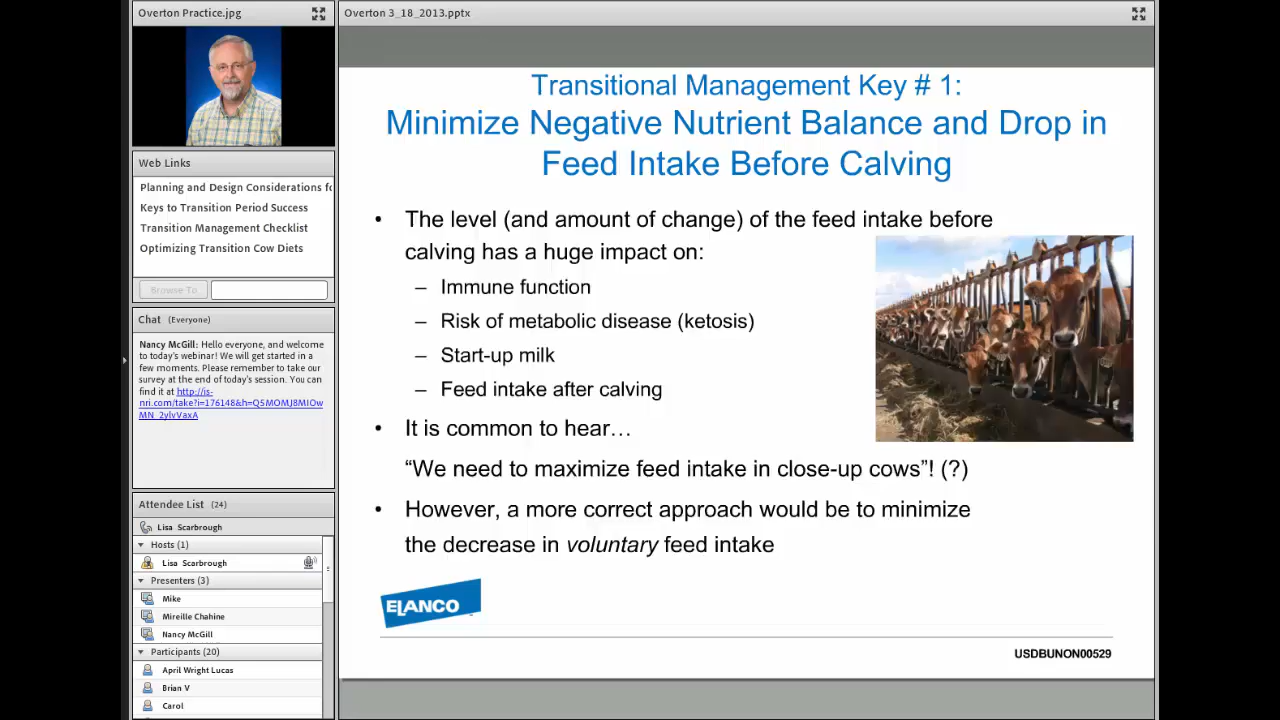 Overton Practice.jpg
Web Links
Planning and Design Considerations fo
Keys to Transition Period Success
Transition Management Checklist
Optimizing Transition Cow Diets
Browse To
Chat (Everyone)
Nancy McGill: Hello everyone, and welcome
to today's webinar! We will get started in a
few moments. Please remember to take our
survey at the end of today's session. You can
find it at http://is-
nri.com/take?i=176148&h=QSMOMJ8MIOw
MN_2ylvVaxA
Attendee List (24)
Lisa Scarbrough
Hosts (1)
Lisa Scarbrough
Presenters (3)
Mike
Mireille Chahine
Nancy McGill
Participants (20)
April Wright Lucas
Brian V
Carol
Overton 3_18_2013.pptx
Transitional Management Key # 1:
Minimize Negative Nutrient Balance and Drop in
Feed Intake Before Calving
• The level (and amount of change) of the feed intake before
calving has a huge impact on:
– Immune function
– Risk of metabolic disease (ketosis)
– Start-up milk
– Feed intake after calving
• It is common to hear…
“We need to maximize feed intake in close-up cows”! (?)
• However, a more correct approach would be to minimize
the decrease in voluntary feed intake
ELANCO
USDBUNON00529